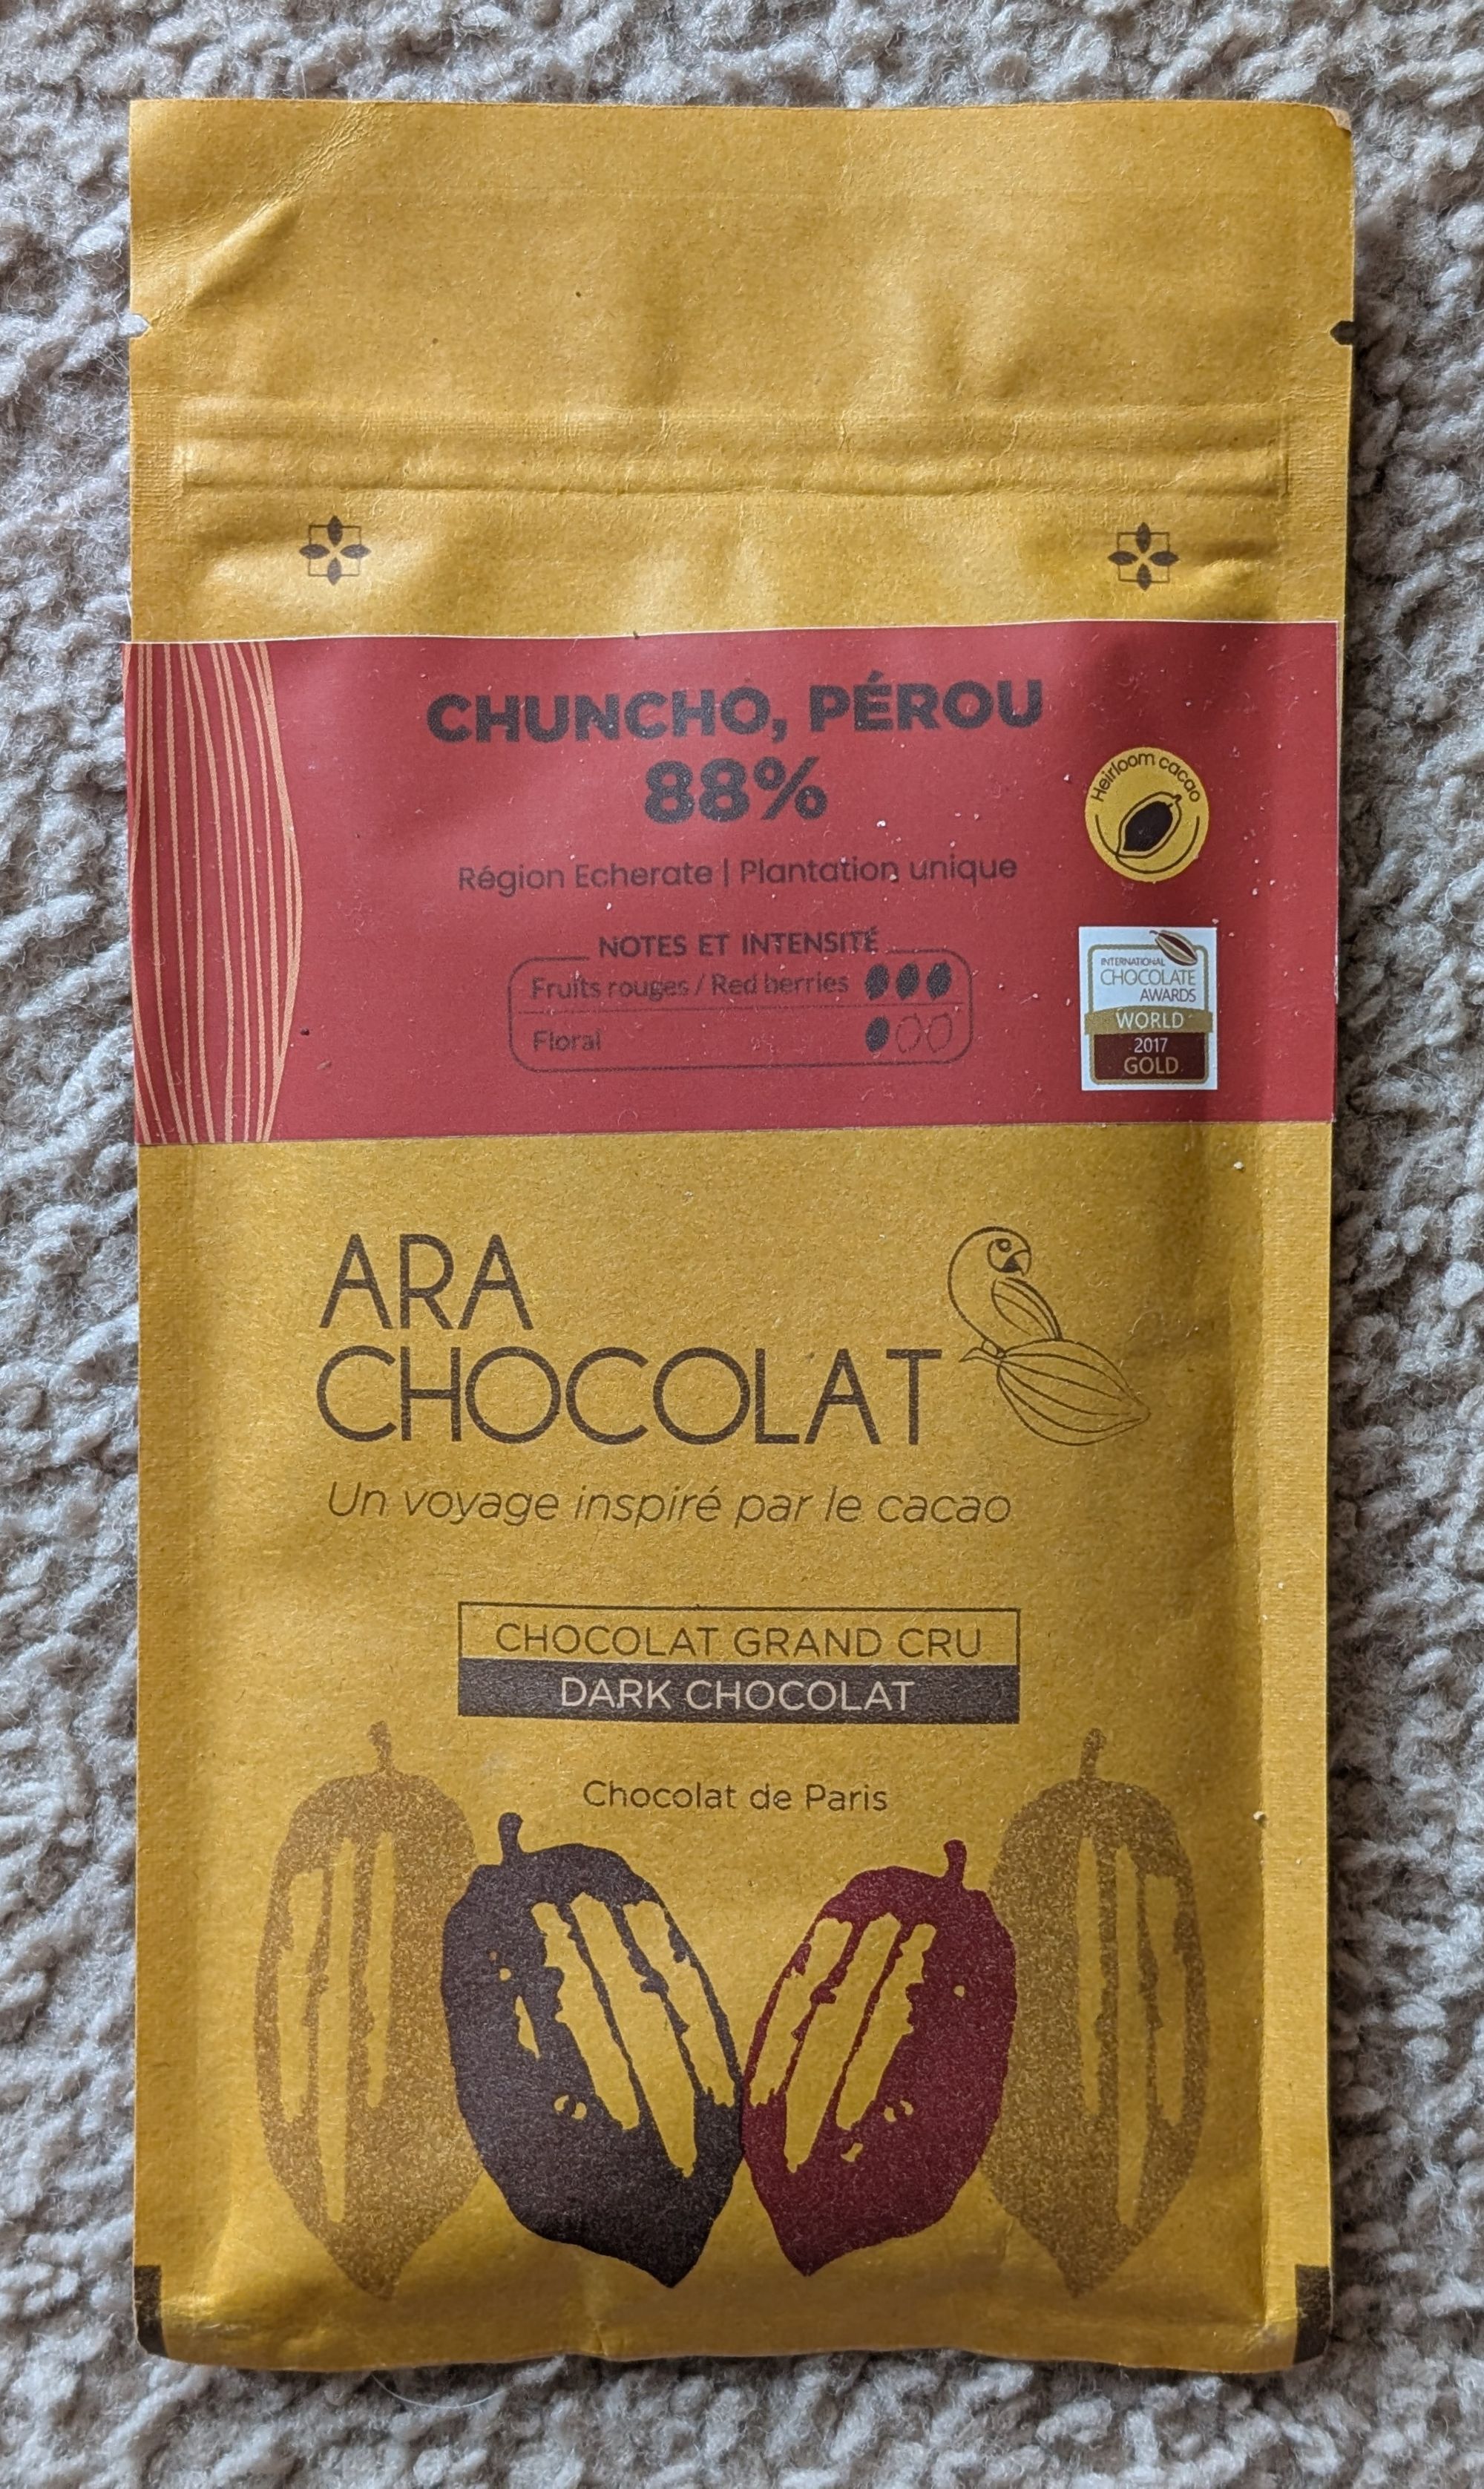 CHUNCHO, PÉROU
88%
Heirloom cacao
Région Echerate | Plantation unique
NOTES ET INTENSITÉ
Fruits rouges / Red berries
Floral
INTERNATIONAL
CHOCOLATE
AWARDS
WORLD
2017
GOLD
ARA
CHOCOLAT
Un voyage inspiré par le cacao
CHOCOLAT GRAND CRU
DARK CHOCOLAT
Chocolat de Paris